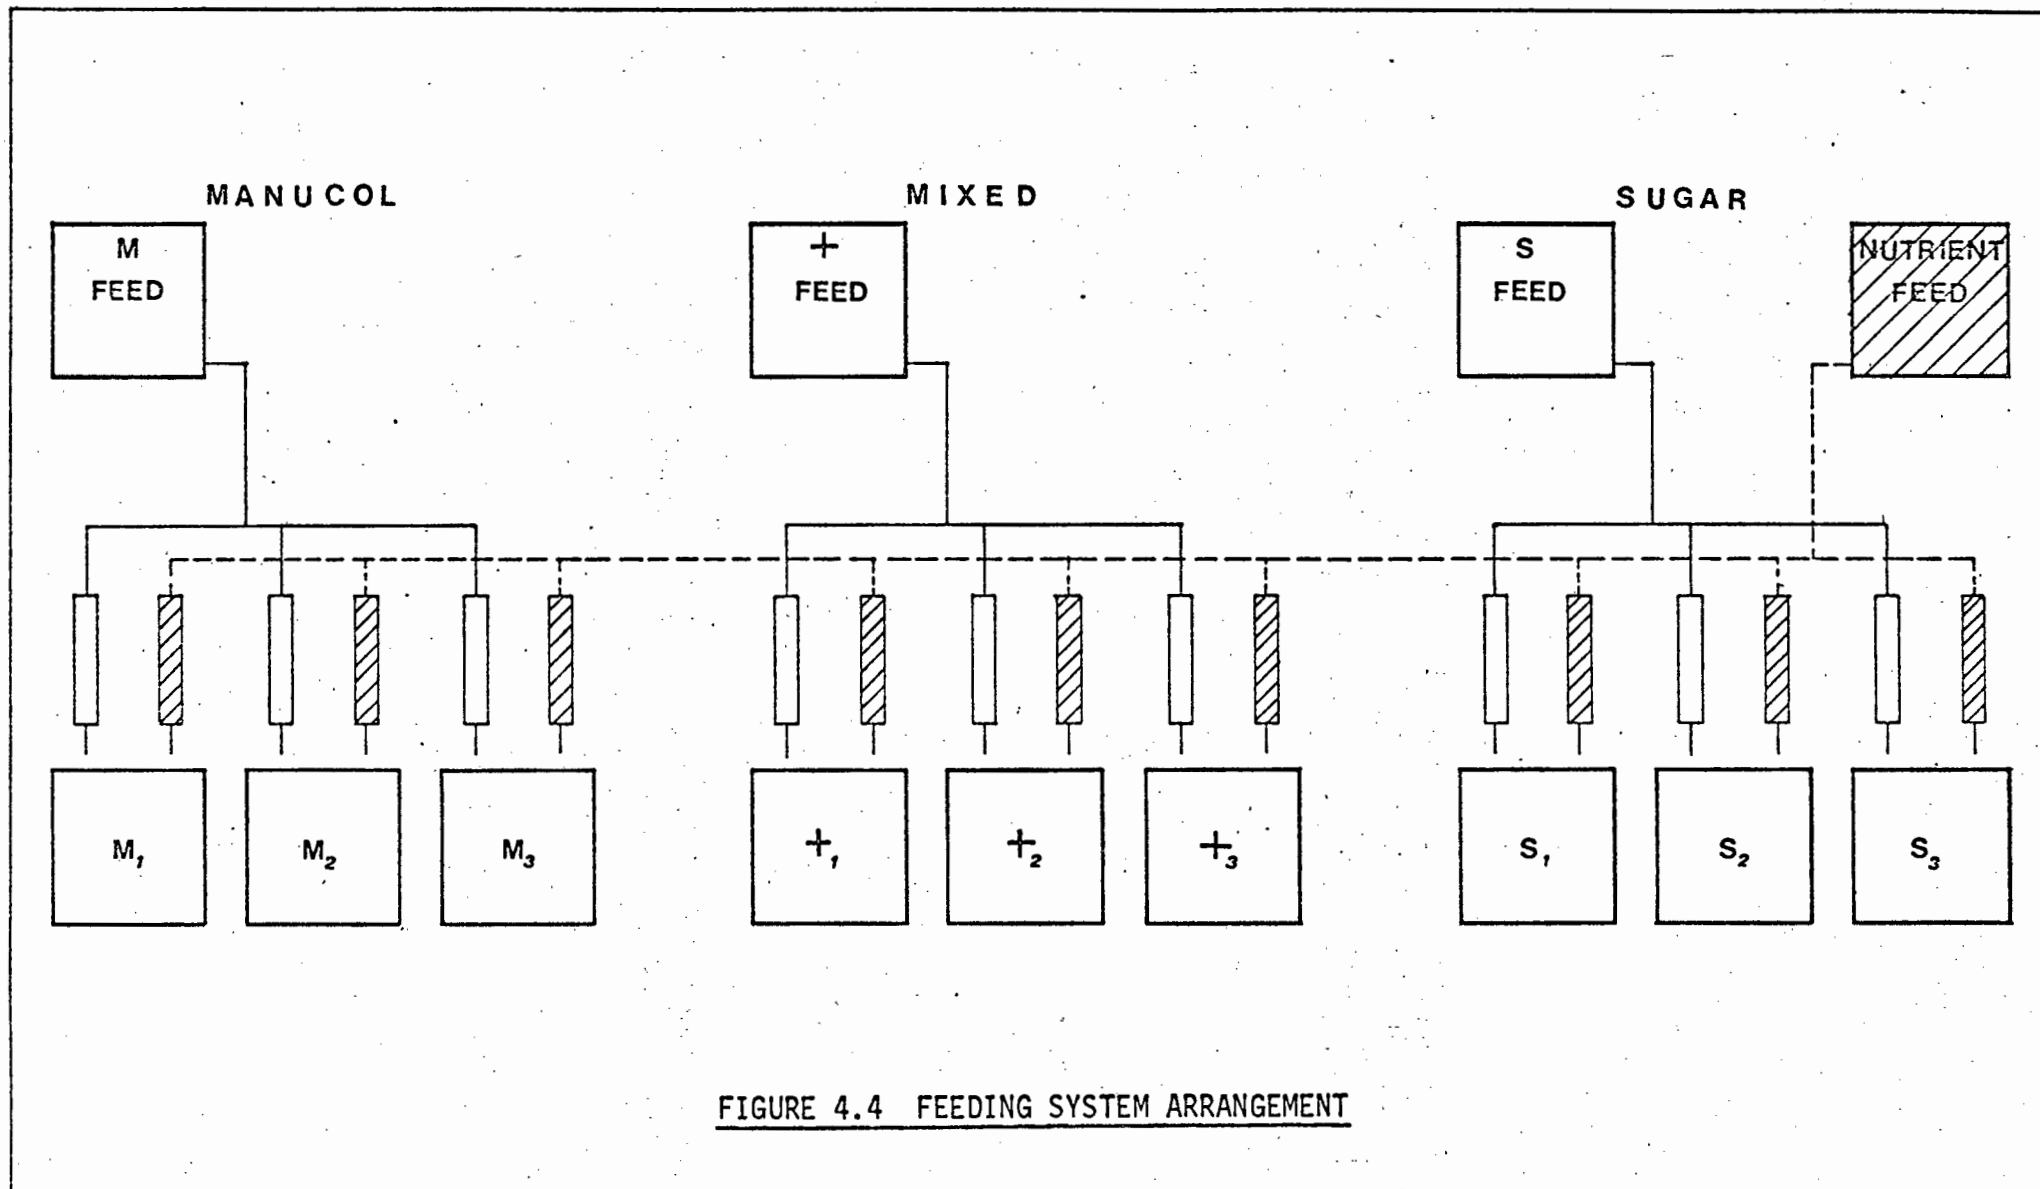 MANUCOL
MIXED
SUGAR
M
FEED
+
FEED
S
FEED
NUTRIENT
FEED
M1
M2
M3
+1
+2
+3
S1
S2
S3
FIGURE 4.4 FEEDING SYSTEM ARRANGEMENT